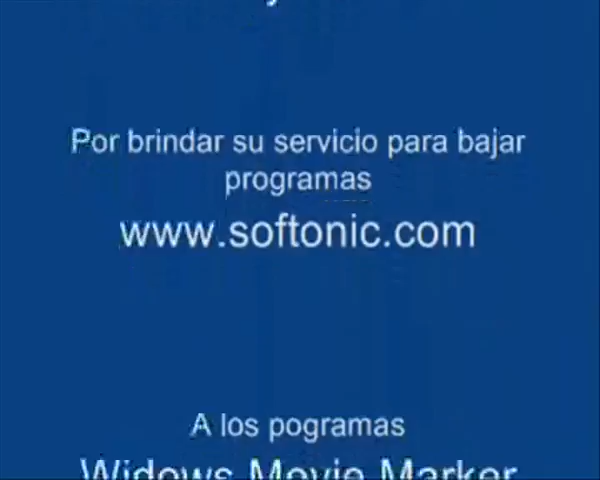 Por brindar su servicio para bajar
programas
www.softonic.com
A los pogramas
Widows Movie Marker